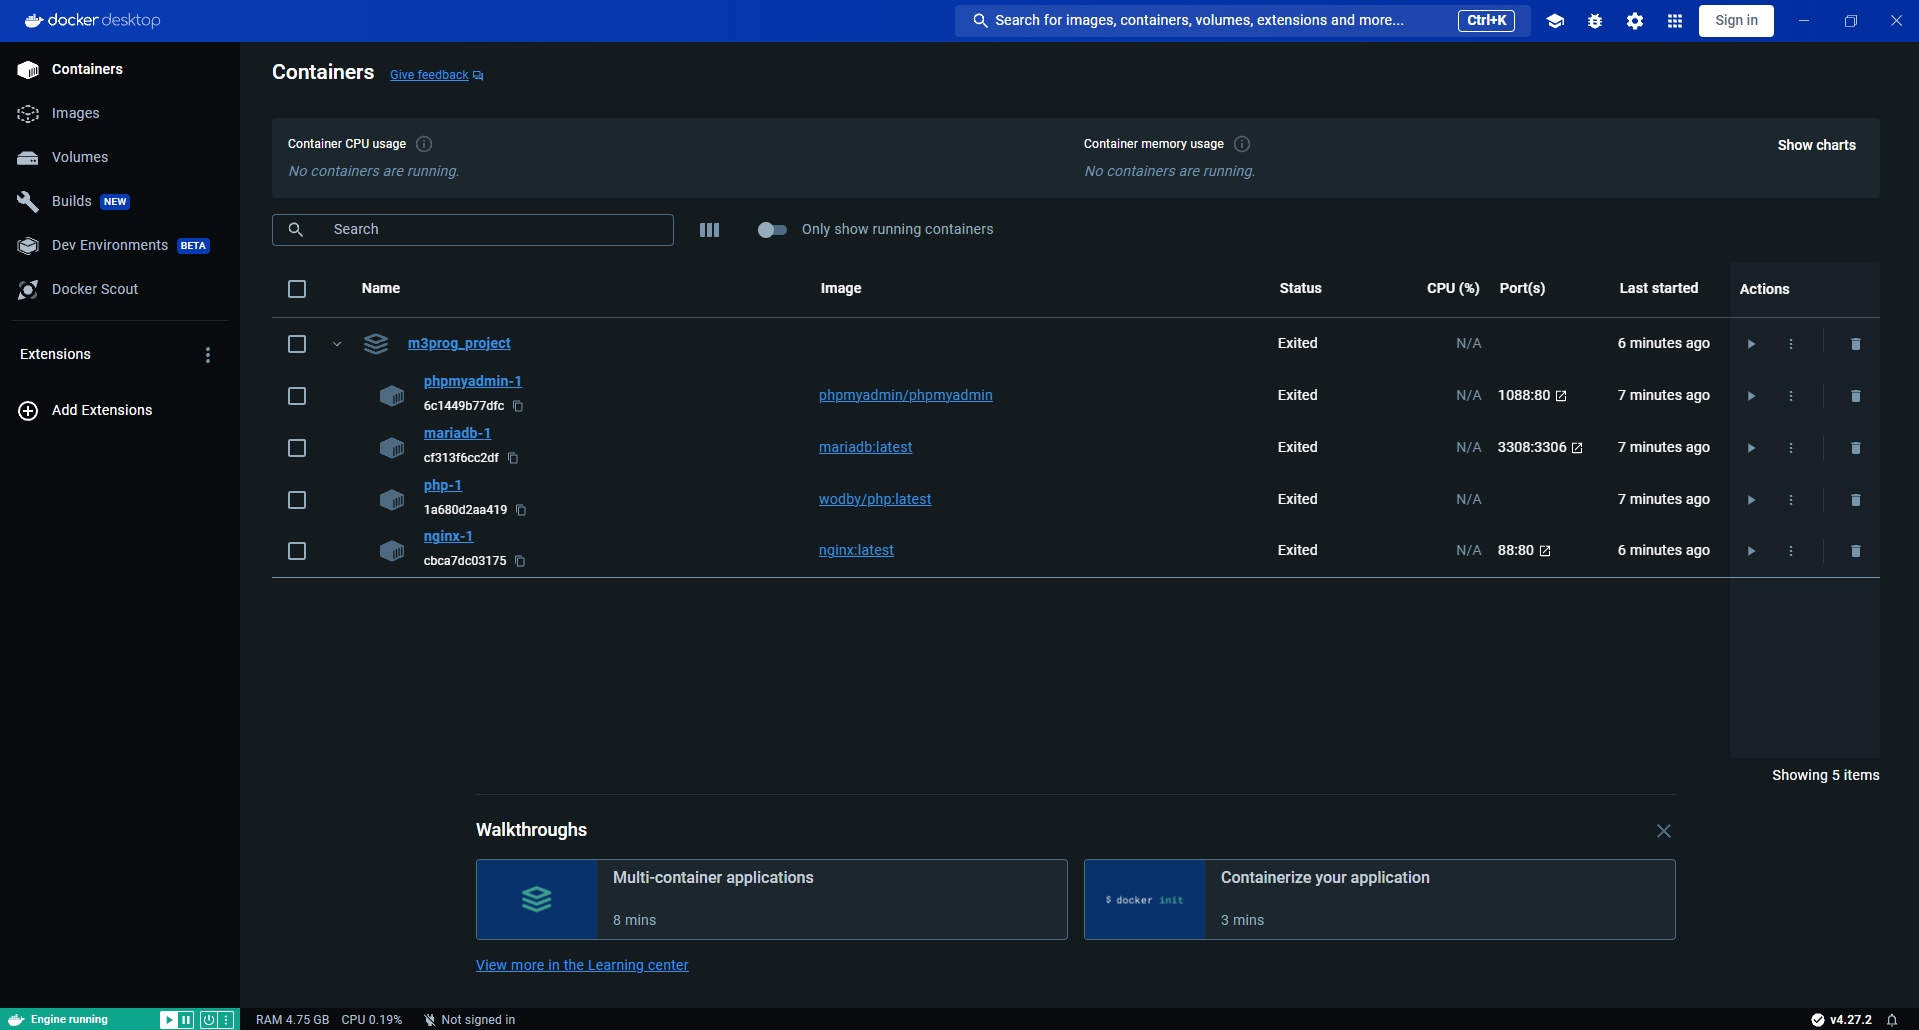 docker desktop
Search for images, containers, volumes, extensions and more... Ctrl+K
Sign in
Containers
Images
Volumes
Builds NEW
Dev Environments BETA
Docker Scout
Extensions
Add Extensions
Containers Give feedback
Container CPU usage
No containers are running.
Container memory usage
No containers are running.
Show charts
Search
Only show running containers
Name Image Status CPU (%) Port(s) Last started Actions
m3prog_project Exited N/A 6 minutes ago
phpmyadmin-1
6c1449b77dfc
phpmyadmin/phpmyadmin Exited N/A 1088:80 7 minutes ago
mariadb-1
cf313f6cc2df
mariadb:latest Exited N/A 3308:3306 7 minutes ago
php-1
1a680d2aa419
wodby/php:latest Exited N/A 7 minutes ago
nginx-1
cbca7dc03175
nginx:latest Exited N/A 88:80 6 minutes ago
Showing 5 items
Walkthroughs
Multi-container applications
8 mins
$ docker init
Containerize your application
3 mins
View more in the Learning center
Engine running
RAM 4.75 GB CPU 0.19% Not signed in
v4.27.2